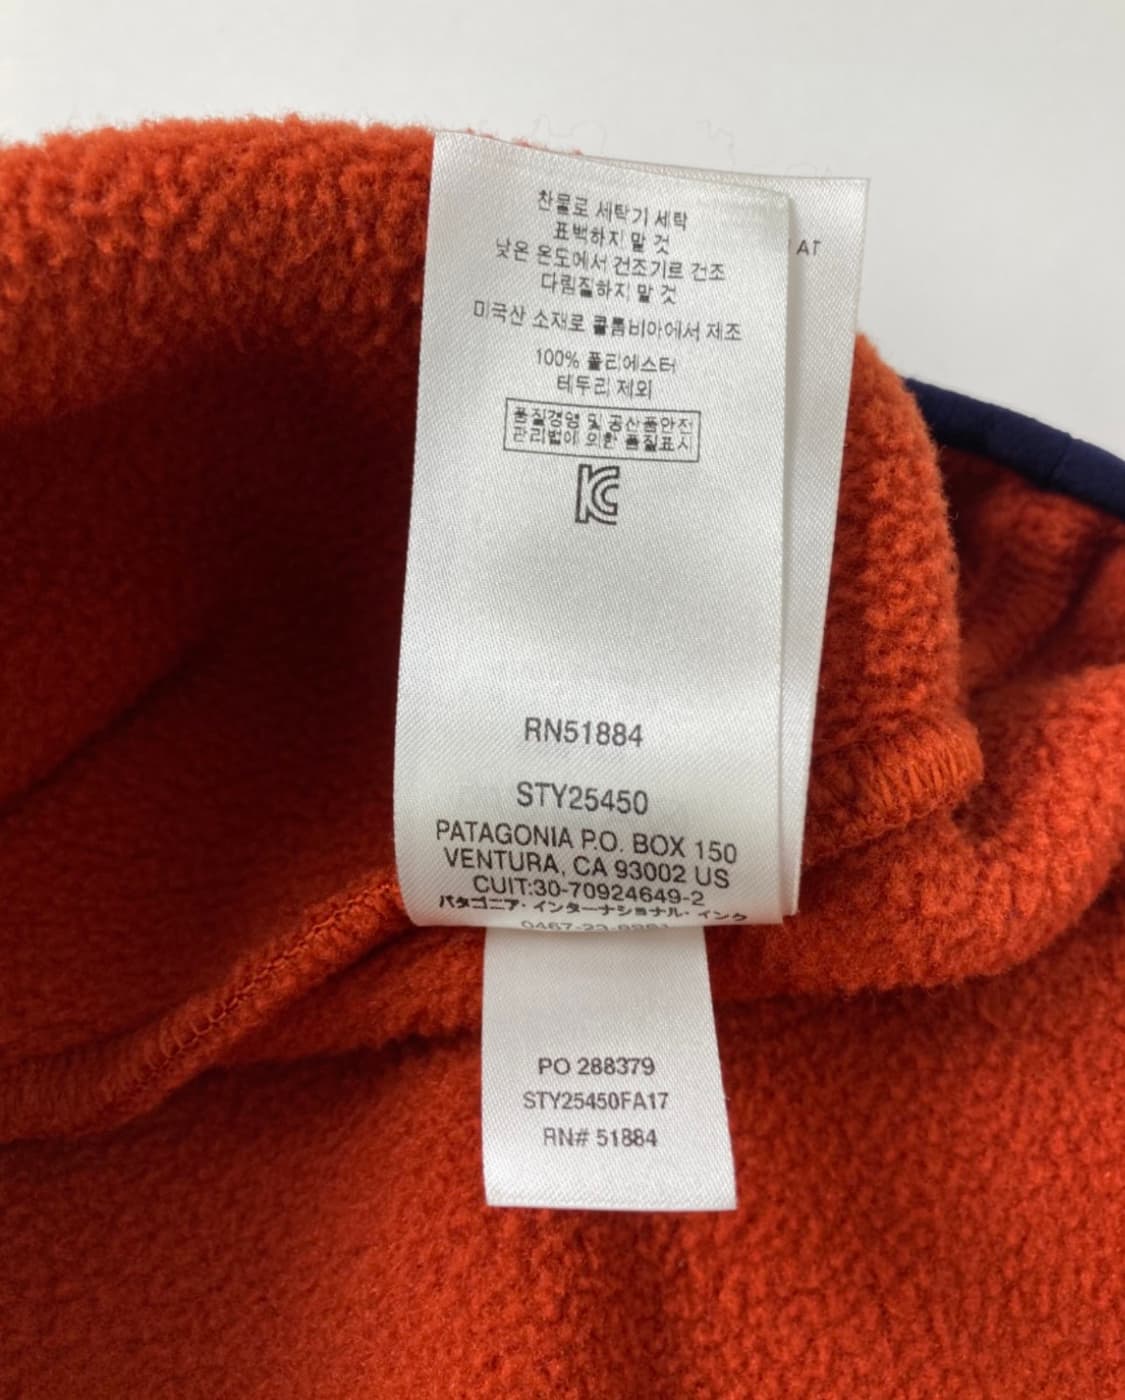 찬물로 세탁기 세탁
표백하지 말 것
낮은 온도에서 건조기르 건조
다림질하지 말 것
미국산 소재로 콜롬비아에서 제조
100% 폴리에스터
테두리 제외
품질경영 및 공산품안전
관리법에 의한 품질표시
KC
AT
RN51884
STY25450
PATAGONIA P.O. BOX 150
VENTURA, CA 93002 US
CUIT:30-70924649-2
パタゴニア・インターナショナル・インク
PO 288379
STY25450FA17
RN# 51884